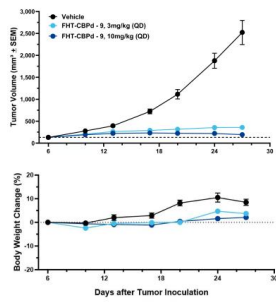 Vehicle
FHT-CBPd - 9, 3mg/kg (QD)
FHT-CBPd - 9, 10mg/kg (QD)
Tumor Volume (mm³ ± SEM)
3,000
2,500
2,000
1,500
1,000
500
0
6 12 18 24 30
Body Weight Change (%)
20
10
0
-10
-20
6 12 18 24 30
Days after Tumor Inoculation